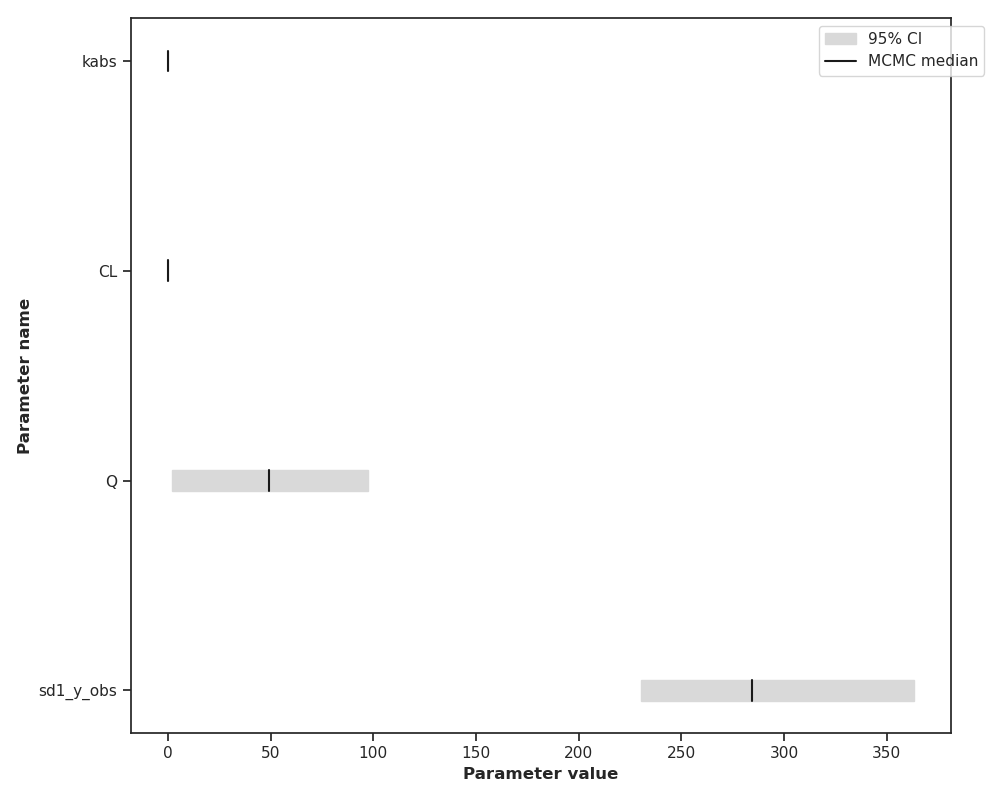 95% CI
MCMC median
kabs
CL
Q
sd1_y_obs
Parameter name
0 50 100 150 200 250 300 350
Parameter value